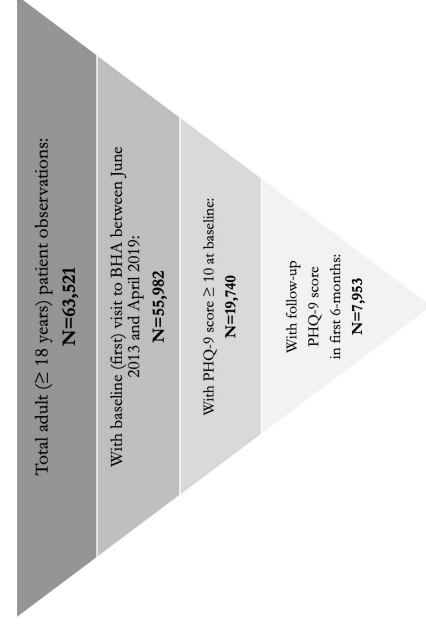 Total adult (≥ 18 years) patient observations:
N=63,521
With baseline (first) visit to BHA between June
2013 and April 2019:
N=55,982
With PHQ-9 score ≥ 10 at baseline:
N=19,740
With follow-up
PHQ-9 score
in first 6-months:
N=7,953